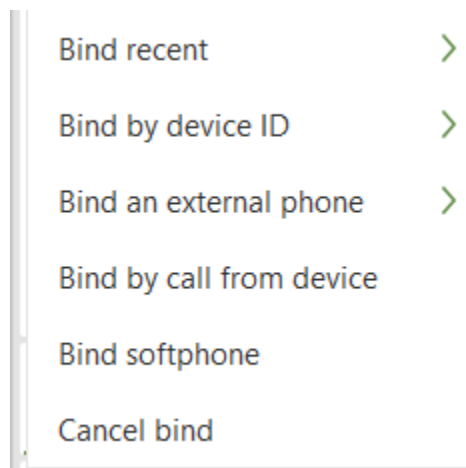 Bind recent
Bind by device ID
Bind an external phone
Bind by call from device
Bind softphone
Cancel bind